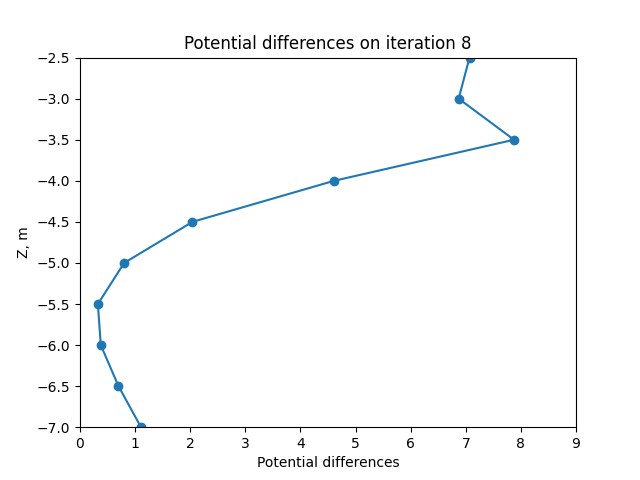 Potential differences on iteration 8
−2.5
−3.0
−3.5
−4.0
−4.5
−5.0
−5.5
−6.0
−6.5
−7.0
Z, m
0 1 2 3 4 5 6 7 8 9
Potential differences